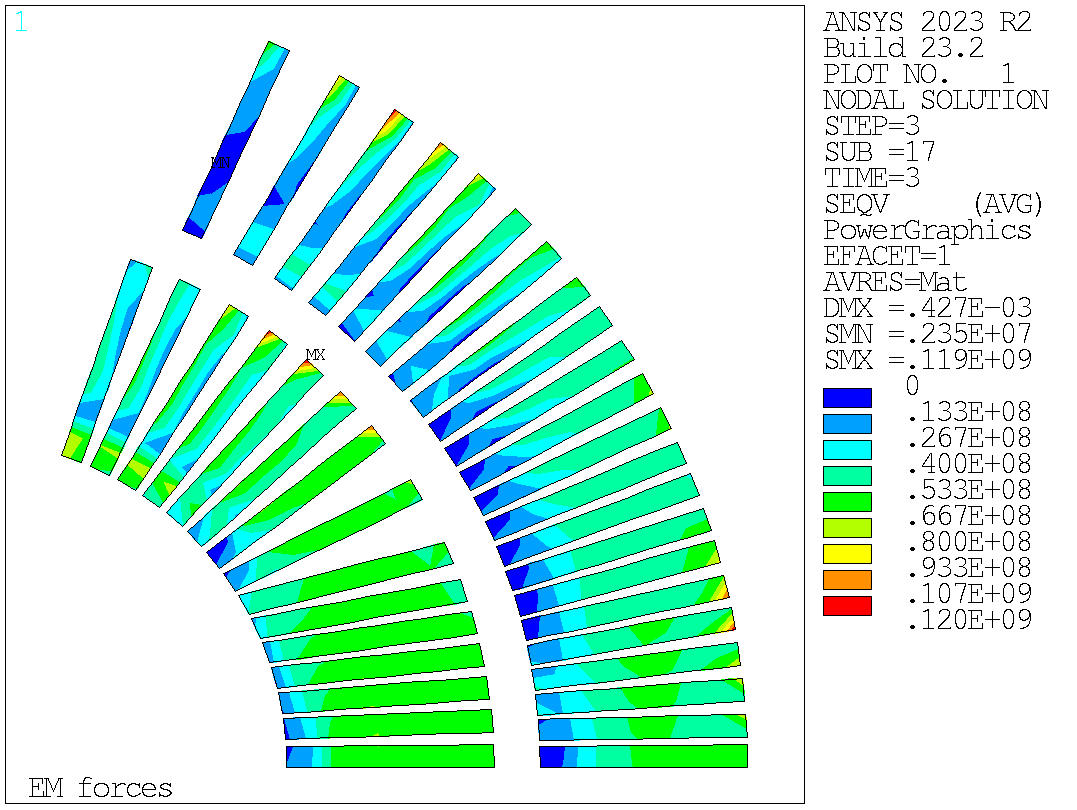 1
ANSYS 2023 R2
Build 23.2
PLOT NO.   1
NODAL SOLUTION
STEP=3
SUB =17
TIME=3
SEQV     (AVG)
PowerGraphics
EFACET=1
AVRES=Mat
DMX =.427E-03
SMN =.235E+07
SMX =.119E+09
0
.133E+08
.267E+08
.400E+08
.533E+08
.667E+08
.800E+08
.933E+08
.107E+09
.120E+09
MN
MX
EM forces